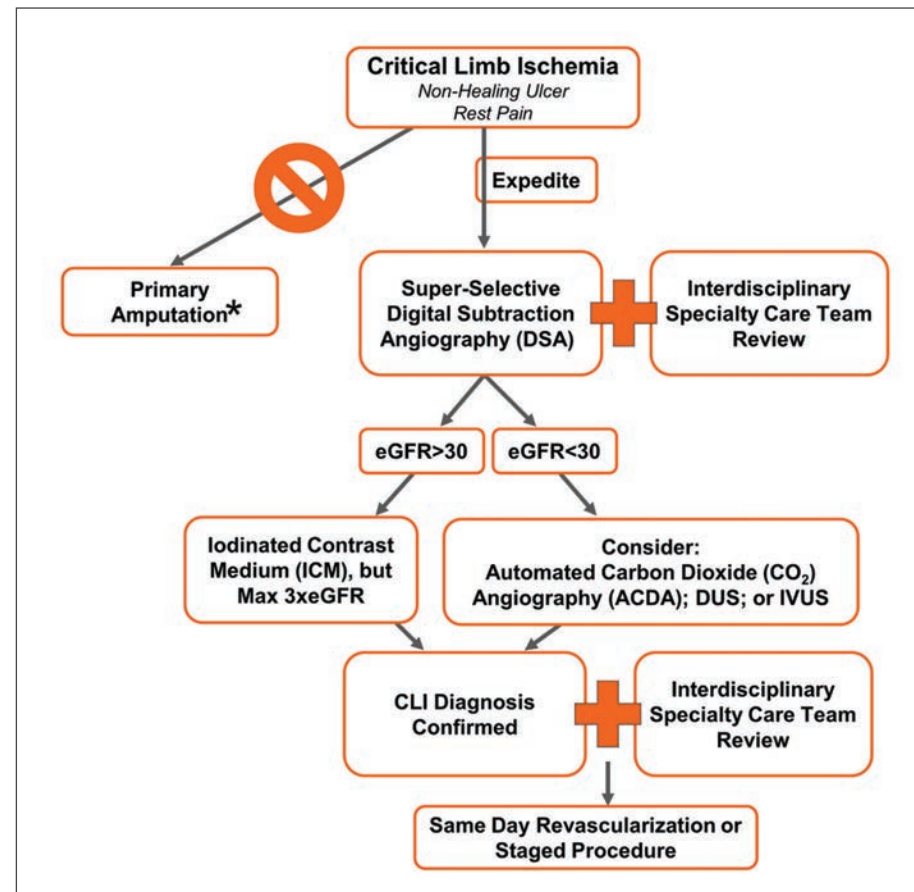 Critical Limb Ischemia
Non-Healing Ulcer
Rest Pain
Expedite
Primary
Amputation*
Super-Selective
Digital Subtraction
Angiography (DSA)
Interdisciplinary
Specialty Care Team
Review
eGFR>30
eGFR<30
Iodinated Contrast
Medium (ICM), but
Max 3xeGFR
Consider:
Automated Carbon Dioxide (CO₂)
Angiography (ACDA); DUS; or IVUS
CLI Diagnosis
Confirmed
Interdisciplinary
Specialty Care Team
Review
Same Day Revascularization or
Staged Procedure